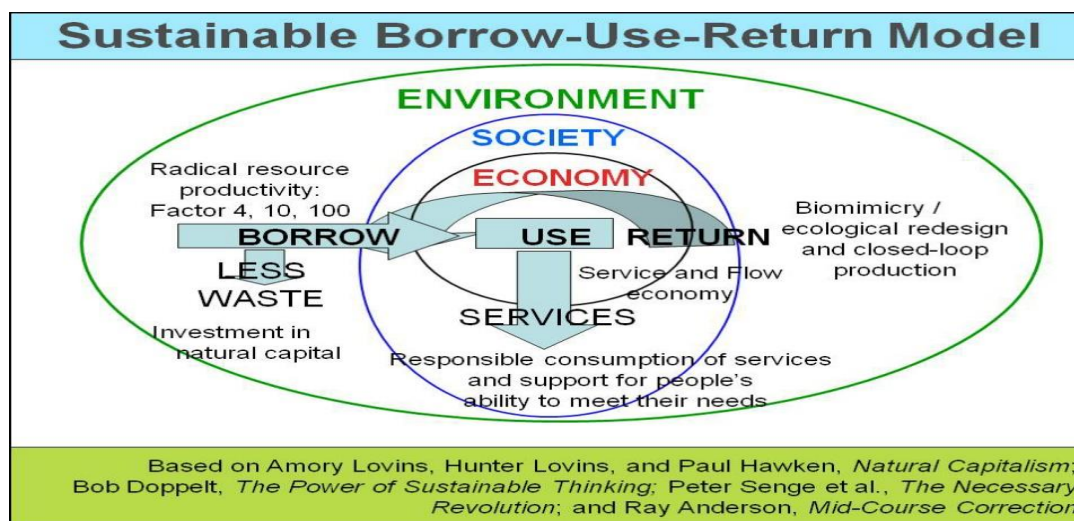 Sustainable Borrow-Use-Return Model
ENVIRONMENT
SOCIETY
ECONOMY
Radical resource
productivity:
Factor 4, 10, 100
BORROW
USE
RETURN
Biomimicry /
ecological redesign
and closed-loop
production
LESS
WASTE
Service and Flow
economy
SERVICES
Investment in
natural capital
Responsible consumption of services
and support for people's
ability to meet their needs
Based on Amory Lovins, Hunter Lovins, and Paul Hawken, Natural Capitalism;
Bob Doppelt, The Power of Sustainable Thinking; Peter Senge et al., The Necessary
Revolution; and Ray Anderson, Mid-Course Correction